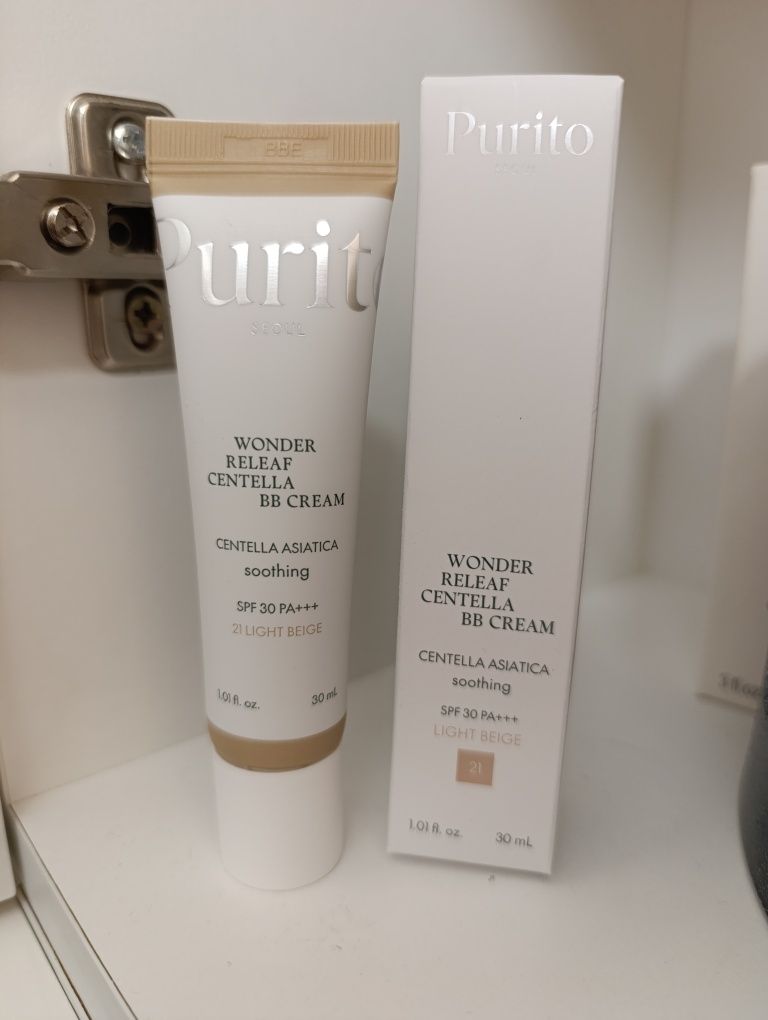 BBE
Purito
SEOUL
WONDER
RELEAF
CENTELLA
BB CREAM
CENTELLA ASIATICA
soothing
SPF 30 PA+++
21 LIGHT BEIGE
1.01 fl. oz. 30 mL
Purito
SEOUL
WONDER
RELEAF
CENTELLA
BB CREAM
CENTELLA ASIATICA
soothing
SPF 30 PA+++
LIGHT BEIGE
21
1.01 fl. oz. 30 mL